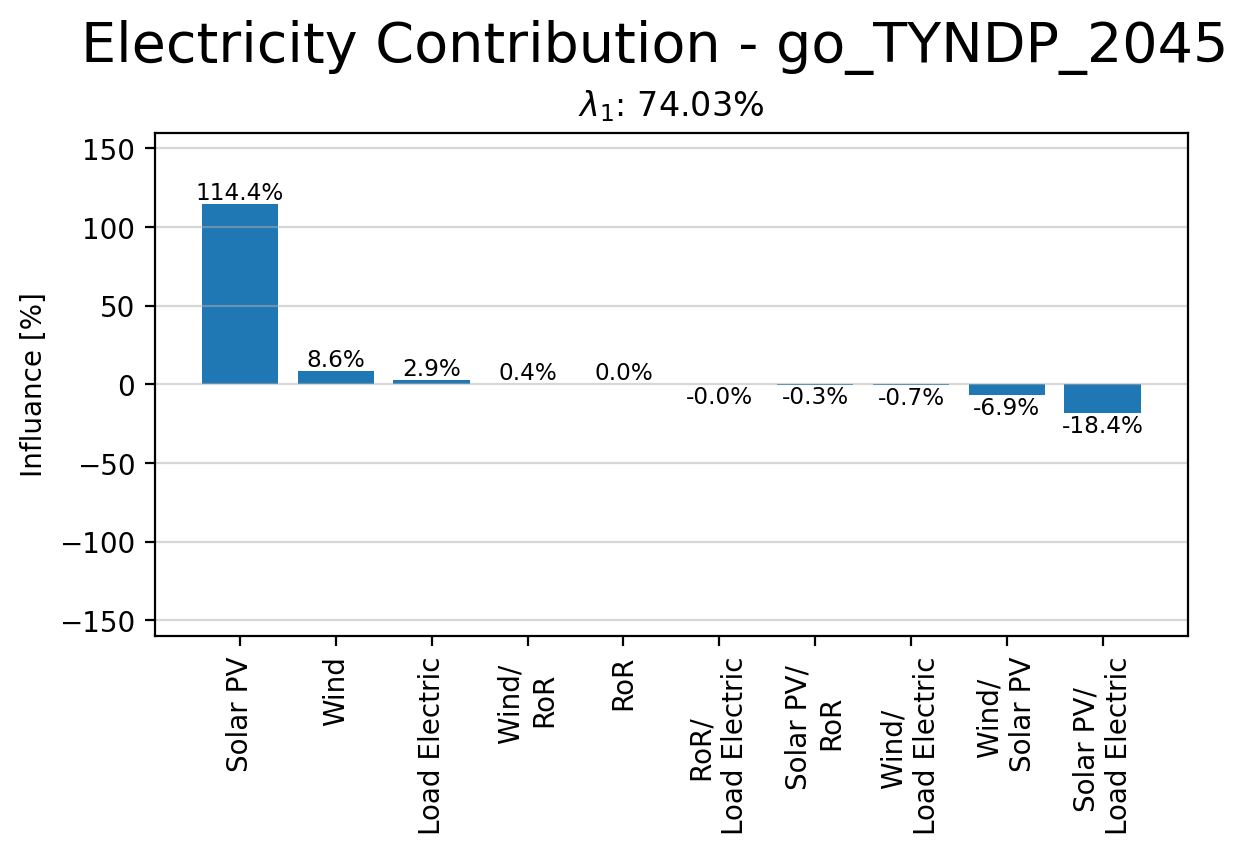 Electricity Contribution - go_TYNDP_2045
λ₁: 74.03%
150
100
50
0
−50
−100
−150
Influance [%]
114.4%
8.6%
2.9%
0.4%
0.0%
-0.0%
-0.3%
-0.7%
-6.9%
-18.4%
Solar PV
Wind
Load Electric
Wind/
RoR
RoR
RoR/
Load Electric
Solar PV/
RoR
Wind/
Load Electric
Wind/
Solar PV
Solar PV/
Load Electric